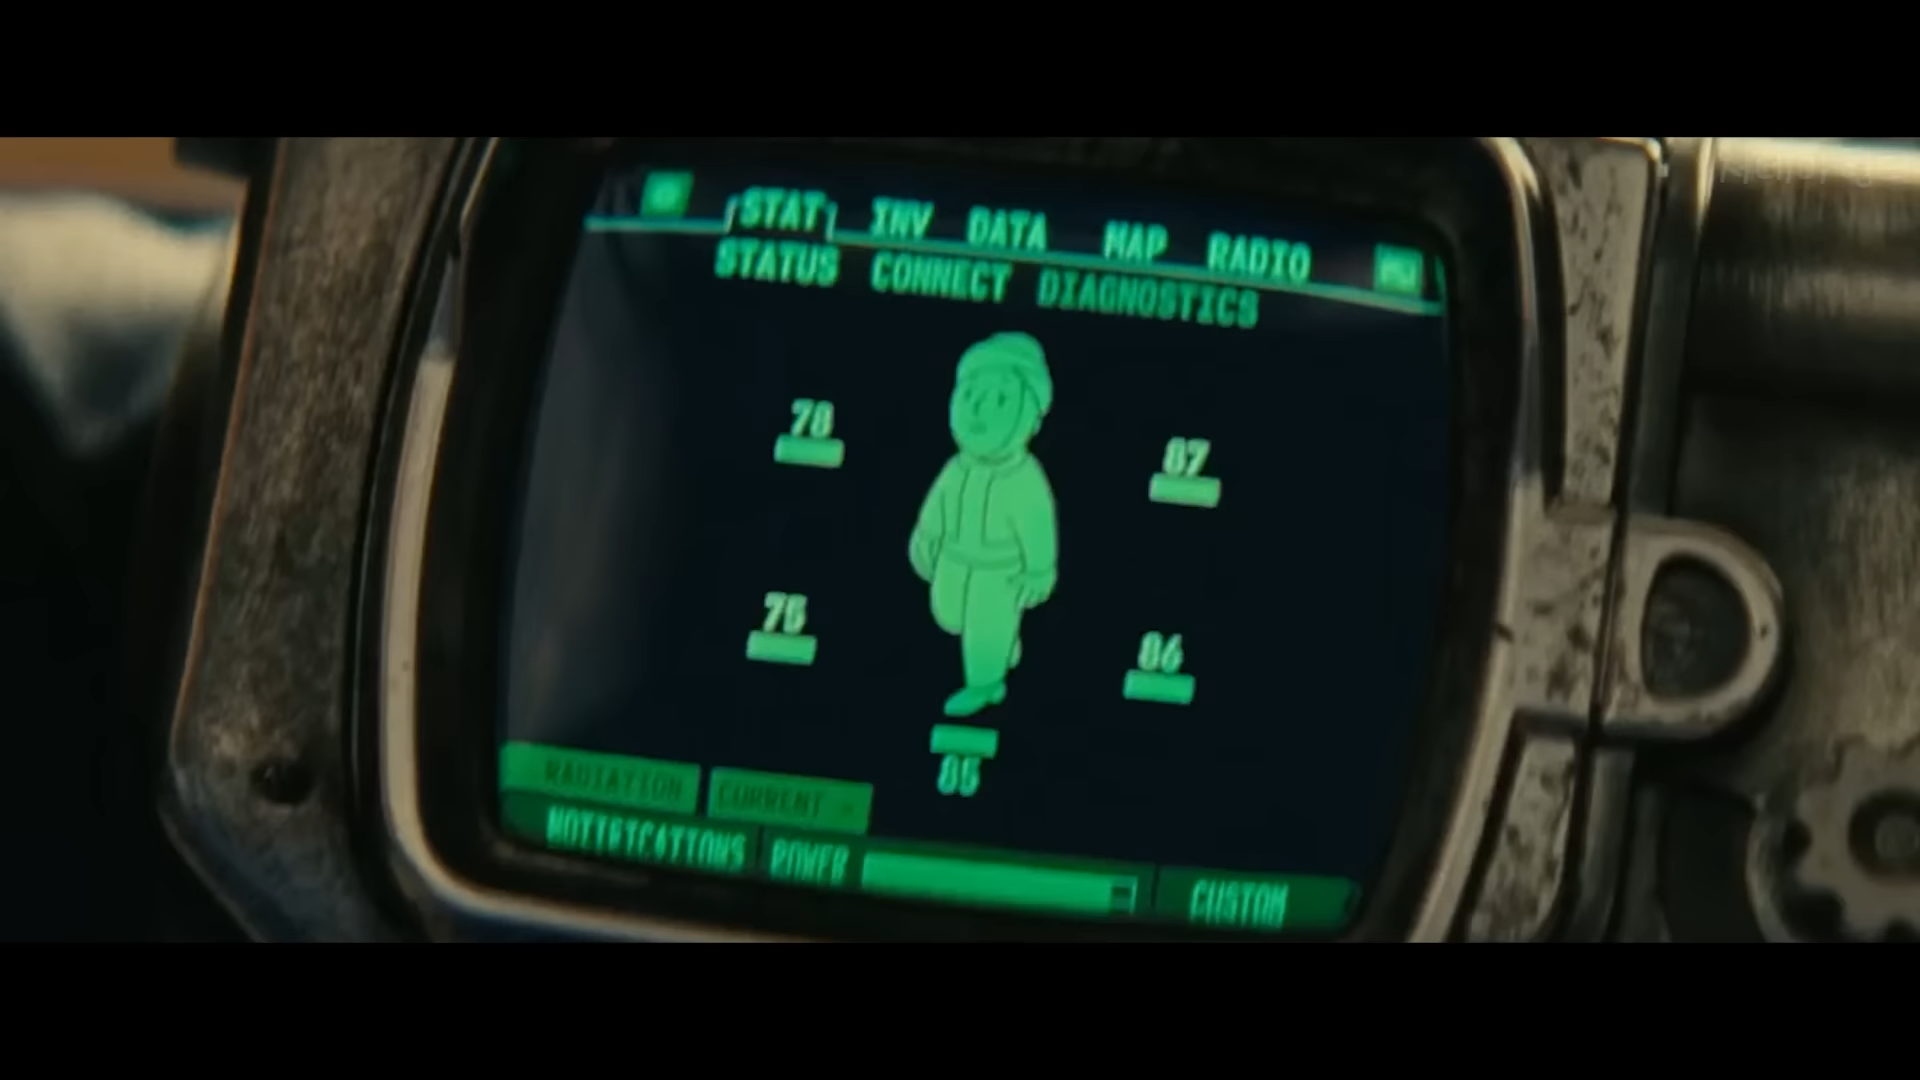 STAT INV DATA MAP RADIO
STATUS CONNECT DIAGNOSTICS
78
87
75
86
85
RADIATION CURRENT >
NOTIFICATIONS POWER CUSTOM